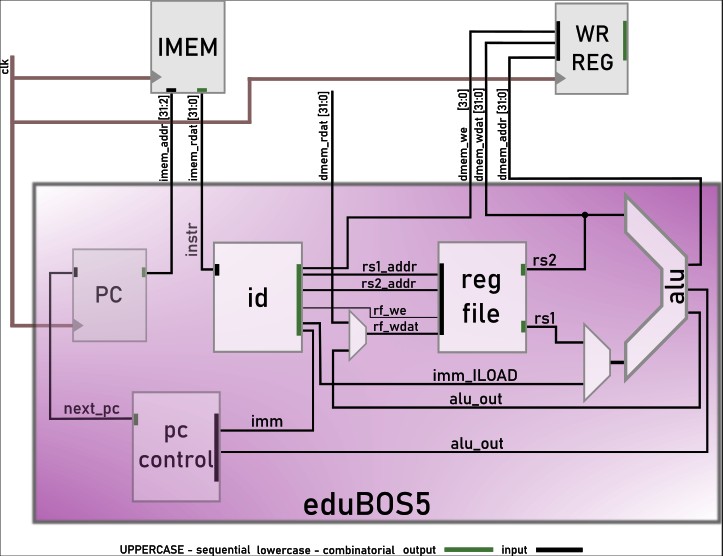 clk
IMEM
WR
REG
imem_addr [31:2]
imem_rdat [31:0]
dmem_rdat [31:0]
dmem_we [3:0]
dmem_wdat [31:0]
dmem_addr [31:0]
instr
PC
id
rs1_addr
rs2_addr
rf_we
rf_wdat
reg
file
rs2
rs1
alu
imm_ILOAD
alu_out
next_pc
pc
control
imm
alu_out
eduBOS5
UPPERCASE - sequential lowercase - combinatorial output input